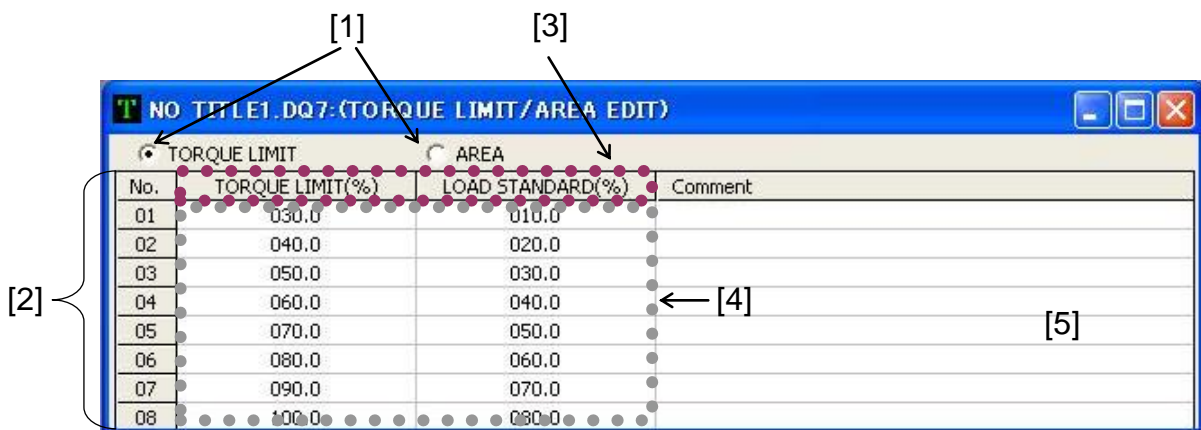 [1] [3]
T NO TITLE1.DQ7:(TORQUE LIMIT/AREA EDIT)
TORQUE LIMIT AREA
No. TORQUE LIMIT(%) LOAD STANDARD(%) Comment
01 030.0 010.0
02 040.0 020.0
03 050.0 030.0
[2] 04 060.0 040.0 [4]
05 070.0 050.0 [5]
06 080.0 060.0
07 090.0 070.0
08 100.0 080.0